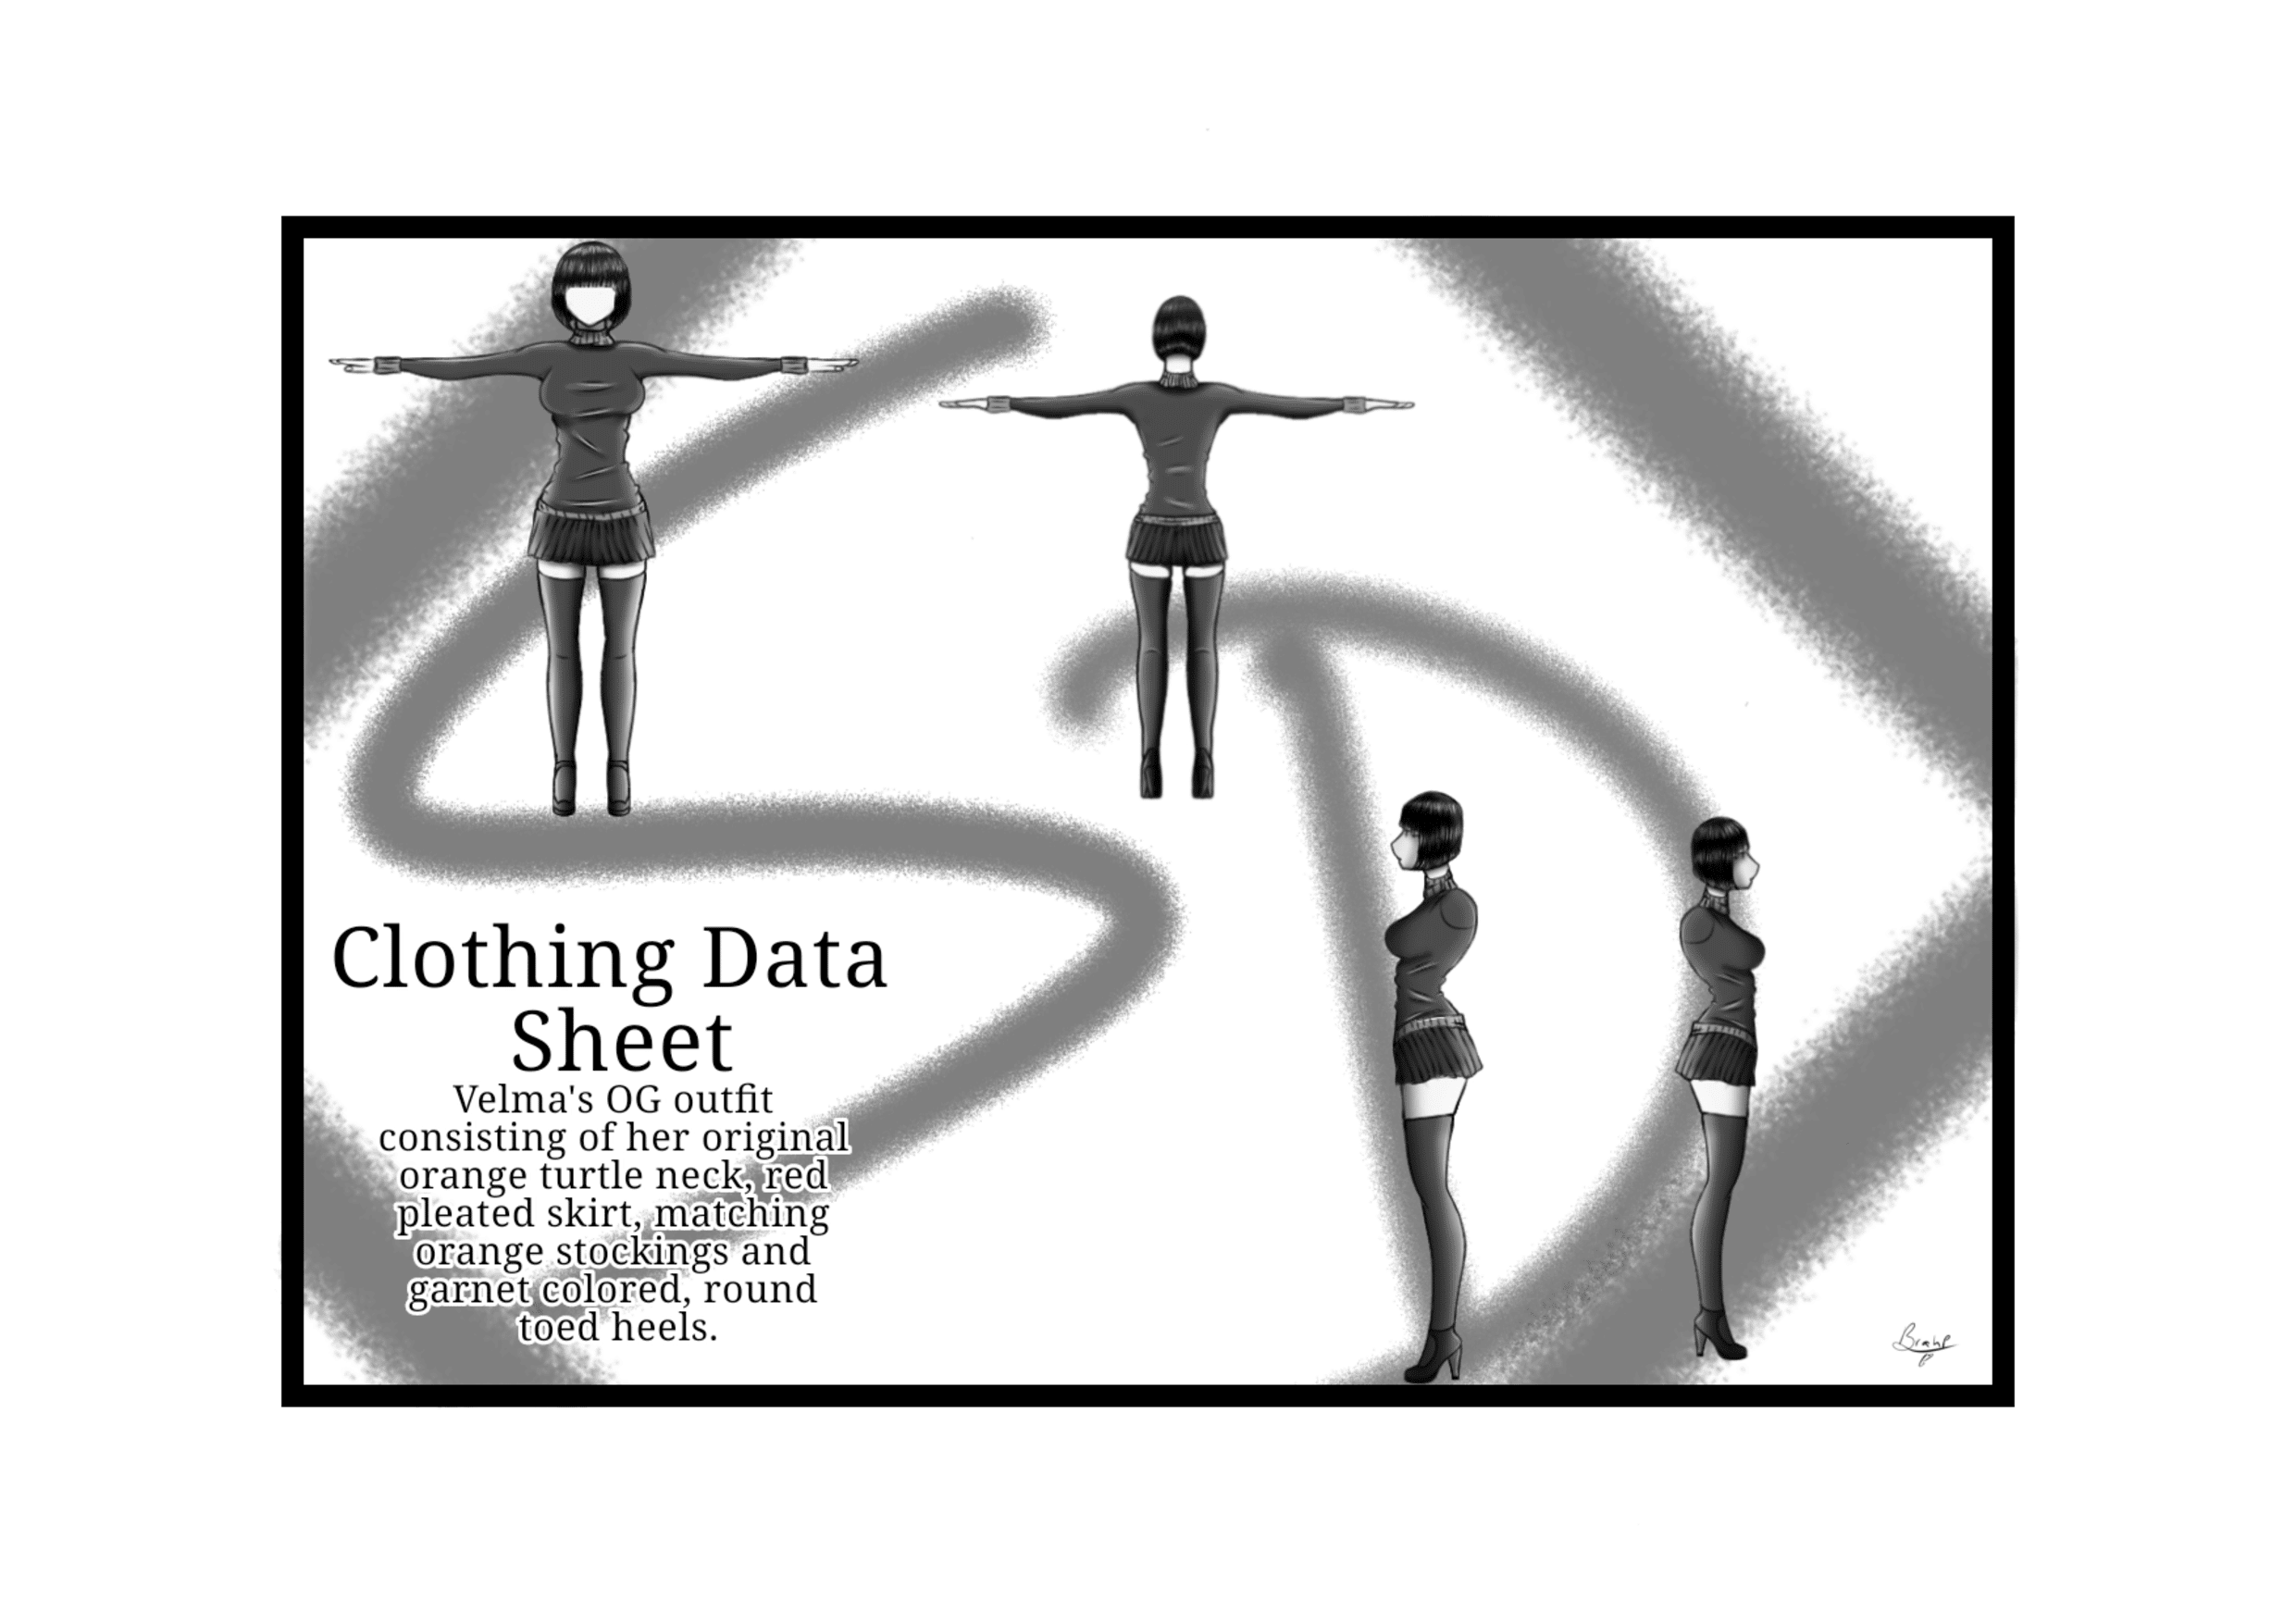 Clothing Data
Sheet
Velma's OG outfit
consisting of her original
orange turtle neck, red
pleated skirt, matching
orange stockings and
garnet colored, round
toed heels.